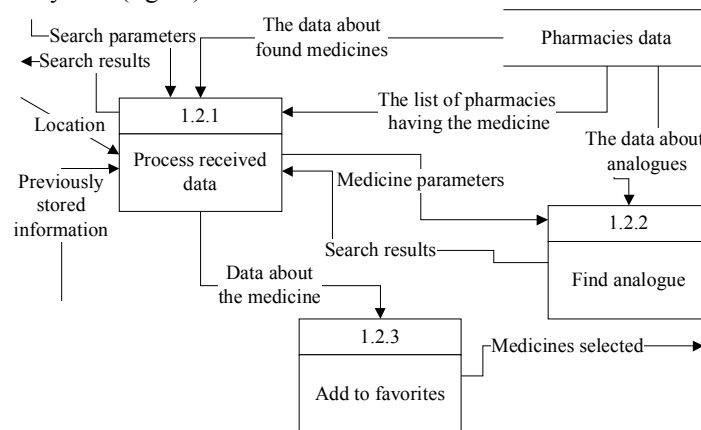 Search parameters
Search results
The data about
found medicines
Pharmacies data
1.2.1
Process received
data
The list of pharmacies
having the medicine
Location
Previously
stored
information
The data about
analogues
Medicine parameters
1.2.2
Find analogue
Search results
Data about
the medicine
1.2.3
Add to favorites
Medicines selected